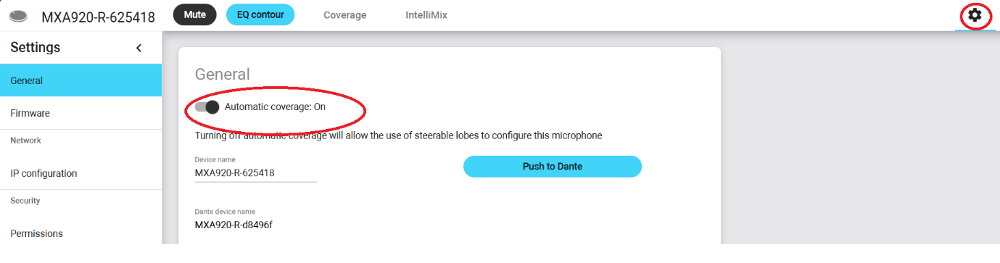 MXA920-R-625418
Mute
EQ contour
Coverage
IntelliMix
Settings
General
Firmware
Network
IP configuration
Security
Permissions
General
Automatic coverage: On
Turning off automatic coverage will allow the use of steerable lobes to configure this microphone
Device name
MXA920-R-625418
Push to Dante
Dante device name
MXA920-R-d8496f